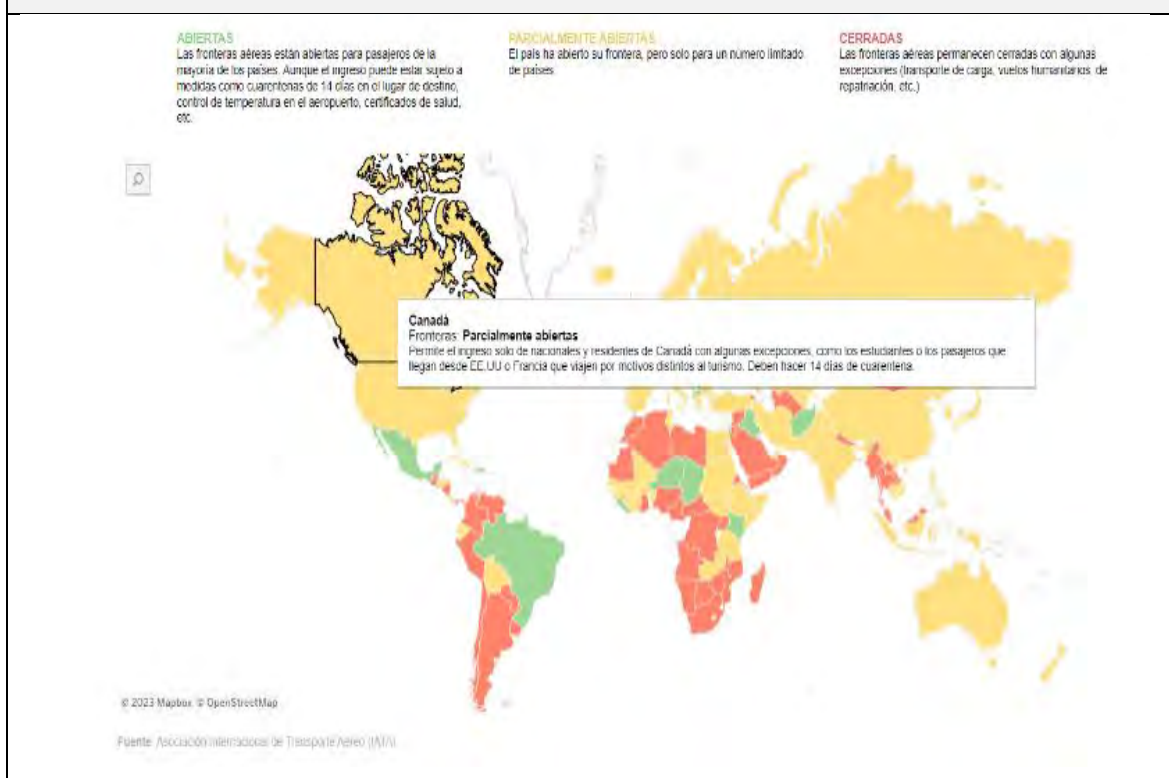 ABIERTAS
Las fronteras aéreas están abiertas para pasajeros de la
mayoría de los países. Aunque el ingreso puede estar sujeto a
medidas como cuarentenas de 14 días en el lugar de destino,
control de temperatura en el aeropuerto, certificados de salud,
etc.
PARCIALMENTE ABIERTAS
El país ha abierto su frontera, pero solo para un numero limitado
de países
CERRADAS
Las fronteras aéreas permanecen cerradas con algunas
excepciones (transporte de carga, vuelos humanitarios de
repatriación, etc.)
Canadá
Fronteras: Parcialmente abiertas
Permite el ingreso solo de nacionales y residentes de Canadá con algunas excepciones, como los estudiantes o los pasajeros que
llegan desde EE.UU o Francia que viajen por motivos distintos al turismo. Deben hacer 14 días de cuarentena.
© 2023 Mapbox © OpenStreetMap
Fuente: Asociación Internacional de Transporte Aéreo (IATA)